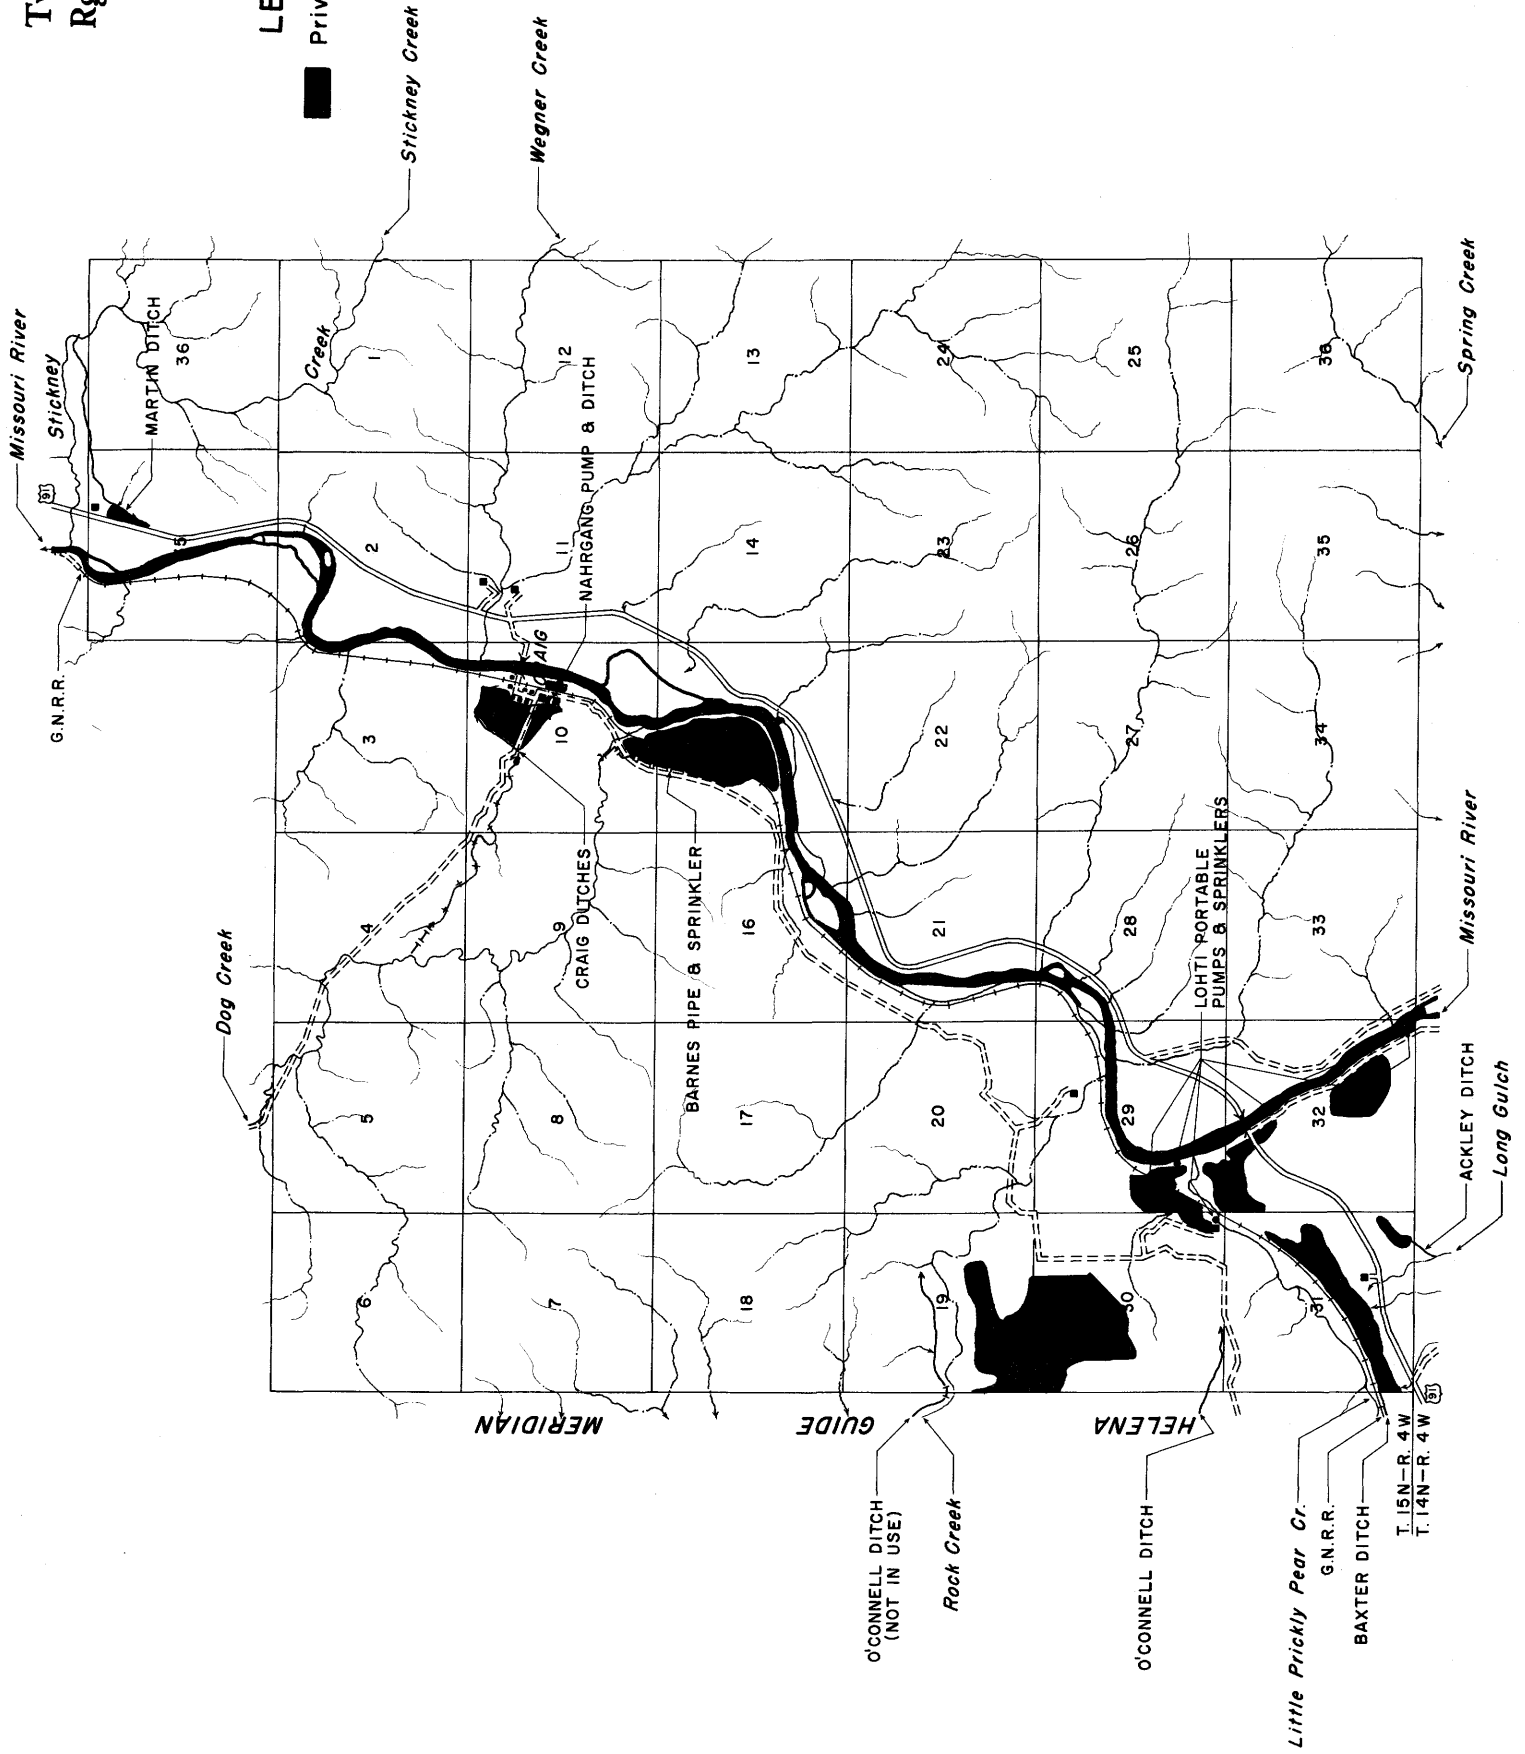 Tw
Rg
LE
Priv
Missouri River
Stickney
Creek
MARTIN DITCH
91
G.N.R.R.
Stickney Creek
Wegner Creek
36
1
12
13
24
25
36
2
11
14
23
26
35
NAHRGANG PUMP & DITCH
AIG
3
10
22
27
34
CRAIG DITCHES
BARNES PIPE & SPRINKLER
Dog Creek
4
9
16
21
28
33
LOHTI PORTABLE
PUMPS & SPRINKLERS
5
8
17
20
29
32
6
7
18
19
30
31
Spring Creek
Missouri River
ACKLEY DITCH
Long Gulch
MERIDIAN
GUIDE
HELENA
O'CONNELL DITCH
(NOT IN USE)
Rock Creek
O'CONNELL DITCH
Little Prickly Pear Cr.
G.N.R.R.
BAXTER DITCH
T. 15N–R. 4W
T. 14N–R. 4W
91